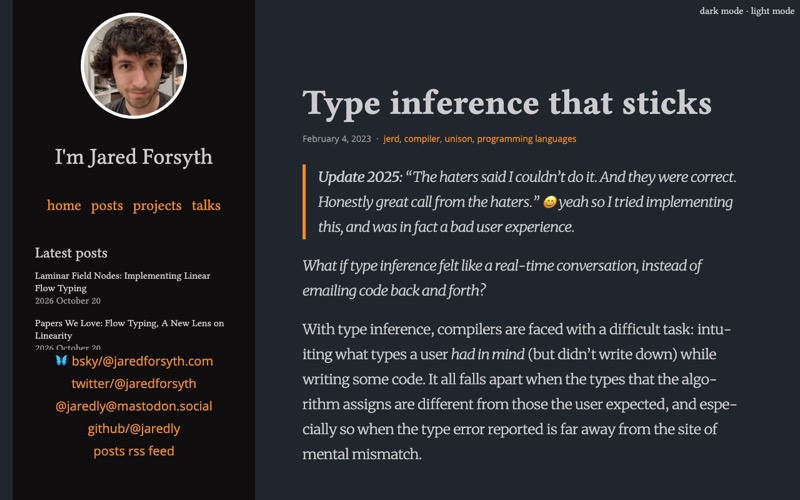 dark mode · light mode
I'm Jared Forsyth
home posts projects talks
Latest posts
Laminar Field Nodes: Implementing Linear
Flow Typing
2026 October 20
Papers We Love: Flow Typing, A New Lens on
Linearity
2026 October 20
bsky/@jaredforsyth.com
twitter/@jaredforsyth
@jaredly@mastodon.social
github/@jaredly
posts rss feed
Type inference that sticks
February 4, 2023 · jerd, compiler, unison, programming languages
Update 2025: “The haters said I couldn’t do it. And they were correct.
Honestly great call from the haters.” 😅 yeah so I tried implementing
this, and was in fact a bad user experience.
What if type inference felt like a real-time conversation, instead of
emailing code back and forth?
With type inference, compilers are faced with a difficult task: intu-
iting what types a user had in mind (but didn’t write down) while
writing some code. It all falls apart when the types that the algo-
rithm assigns are different from those the user expected, and espe-
cially so when the type error reported is far away from the site of
mental mismatch.